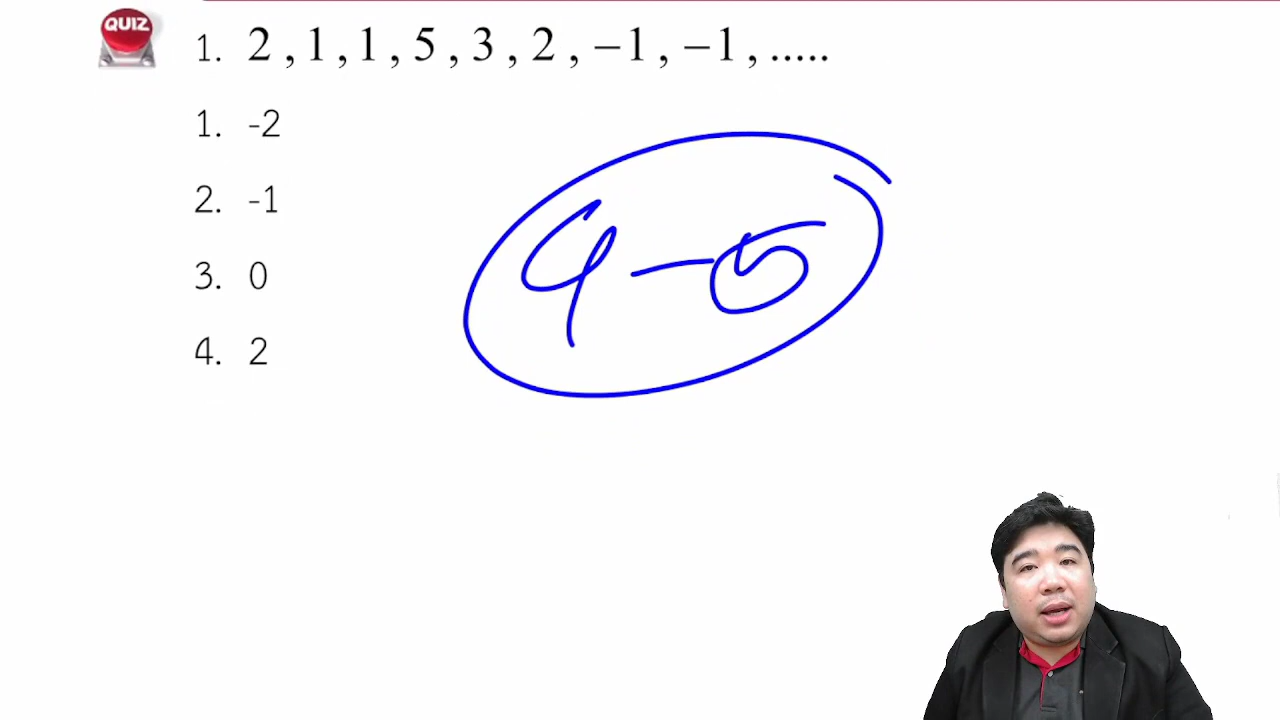 QUIZ
1. 2 , 1 , 1 , 5 , 3 , 2 , −1 , −1 , .....
1. -2
2. -1
3. 0
4. 2
4 — 5